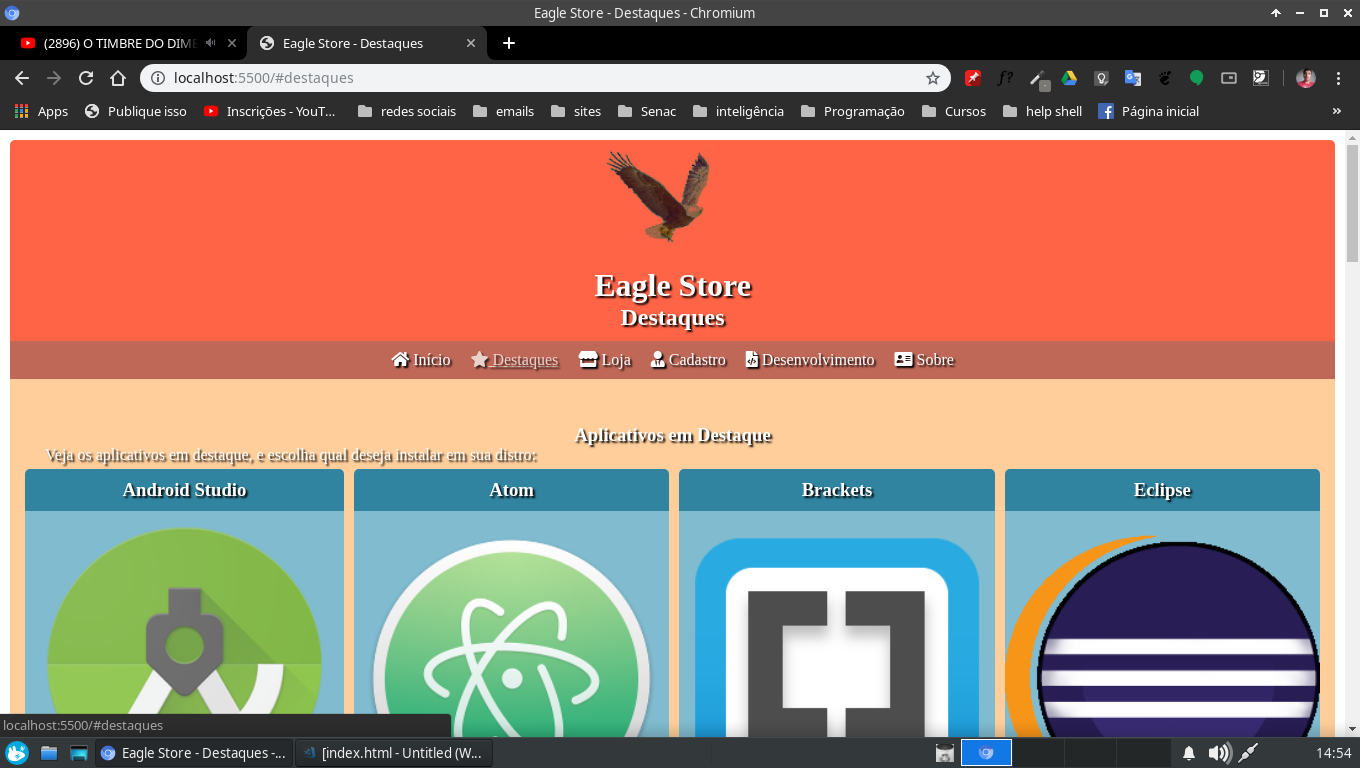 Eagle Store - Destaques - Chromium
(2896) O TIMBRE DO DIME
Eagle Store - Destaques
localhost:5500/#destaques
f?
Apps Publique isso Inscrições - YouT... redes sociais emails sites Senac inteligência Programação Cursos help shell Página inicial »
Eagle Store
Destaques
Início Destaques Loja Cadastro Desenvolvimento Sobre
Aplicativos em Destaque
Veja os aplicativos em destaque, e escolha qual deseja instalar em sua distro:
Android Studio Atom Brackets Eclipse
localhost:5500/#destaques
Eagle Store - Destaques -... [index.html - Untitled (W... 14:54